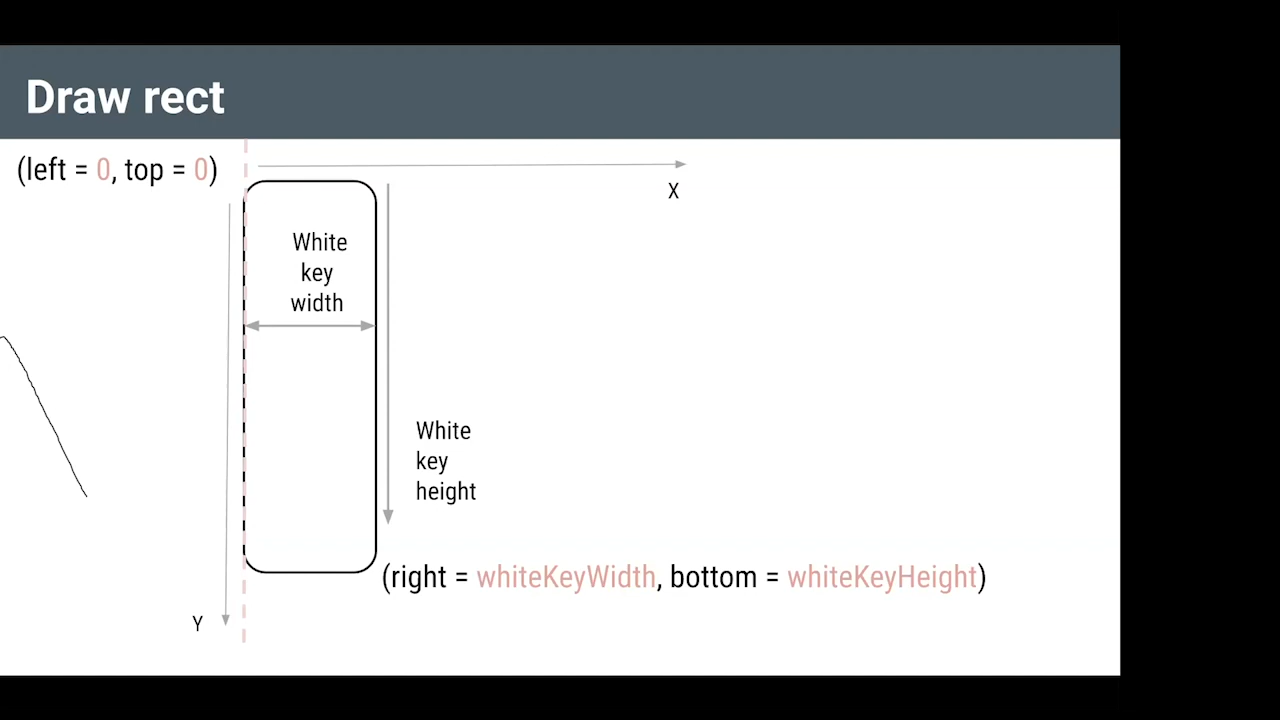 Draw rect
(left = 0, top = 0)
X
White
key
width
White
key
height
(right = whiteKeyWidth, bottom = whiteKeyHeight)
Y